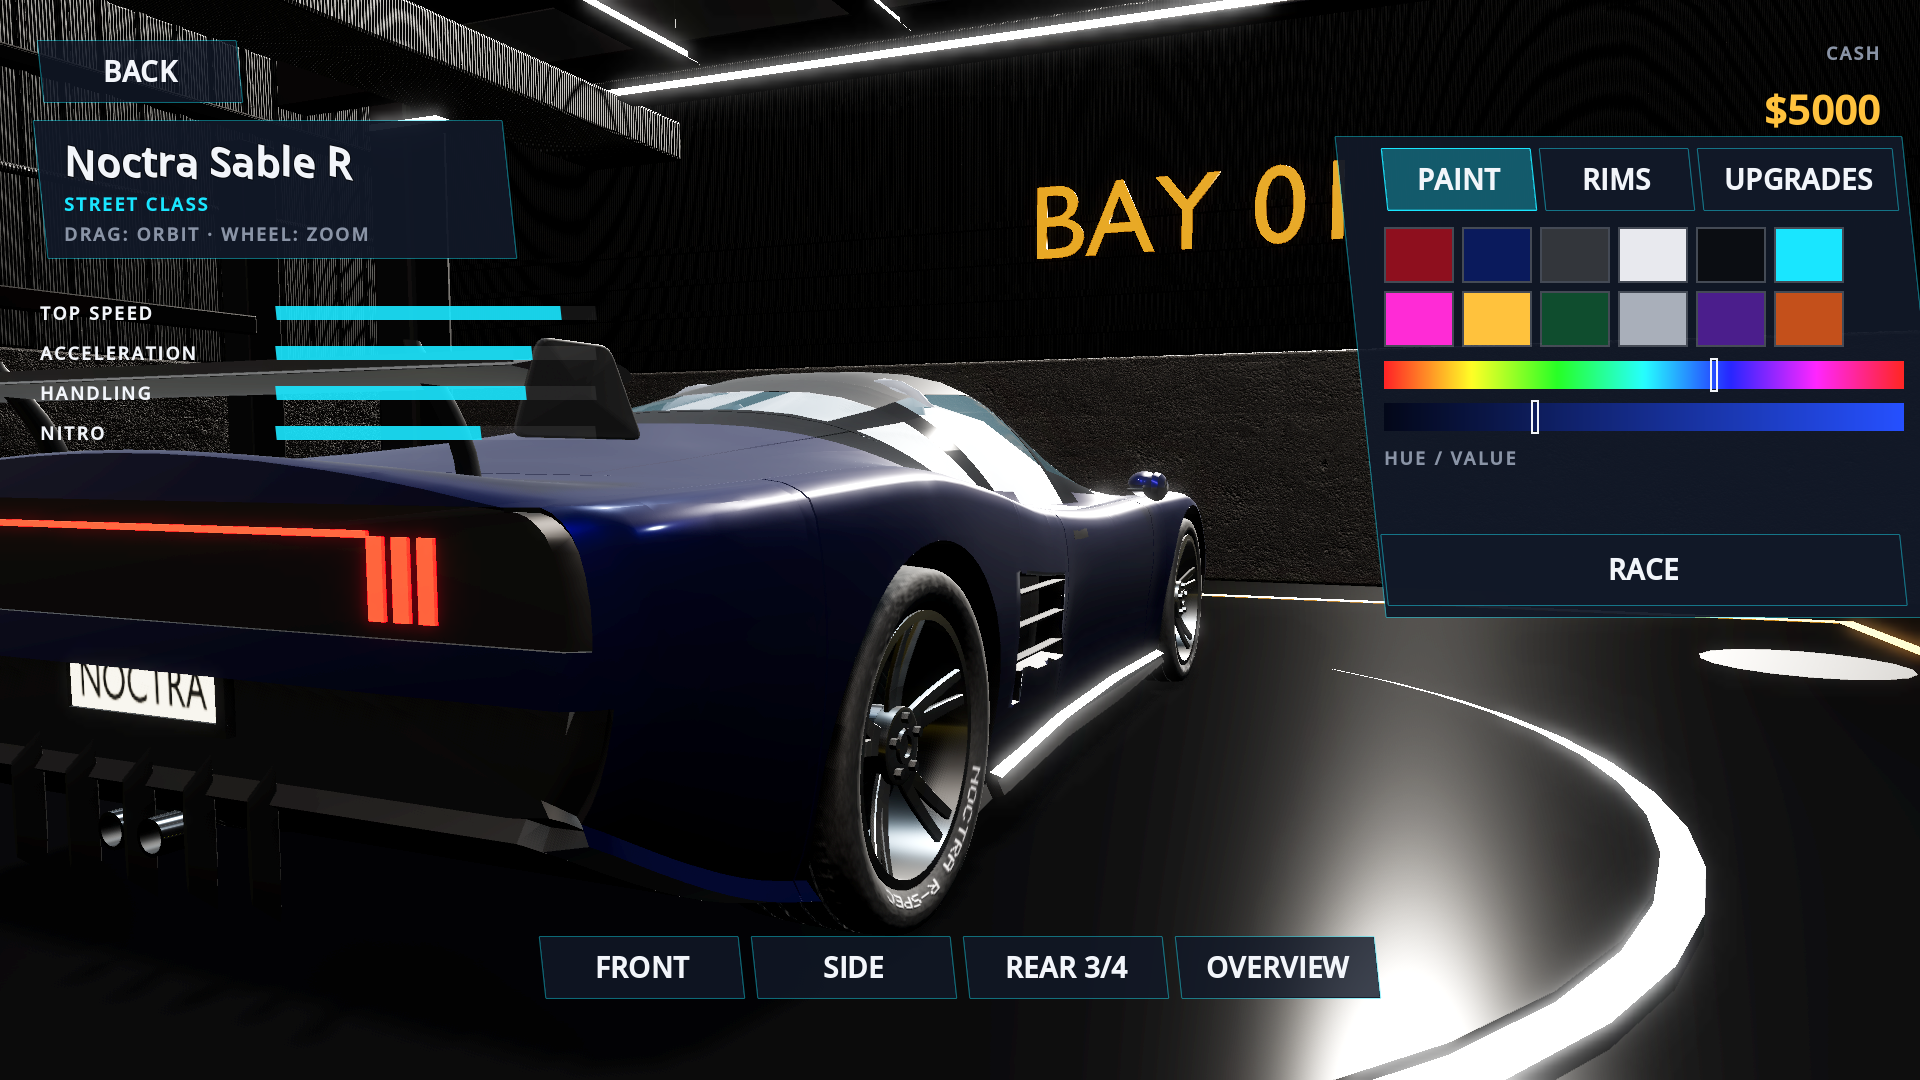 BACK
CASH
$5000
Noctra Sable R
STREET CLASS
DRAG: ORBIT · WHEEL: ZOOM
PAINT
RIMS
UPGRADES
BAY 0
TOP SPEED
ACCELERATION
HANDLING
NITRO
HUE / VALUE
RACE
NOCTRA
NOCTRA R-SPEC
FRONT
SIDE
REAR 3/4
OVERVIEW